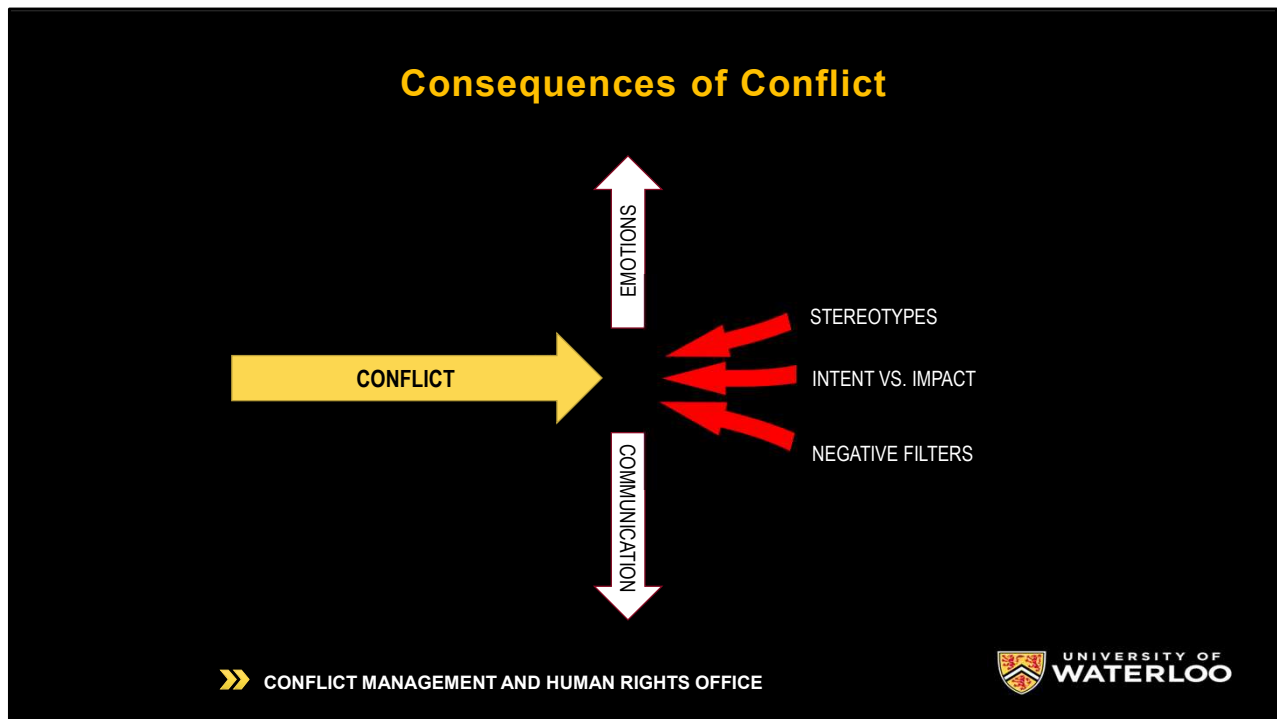 Consequences of Conflict
EMOTIONS
STEREOTYPES
CONFLICT
INTENT VS. IMPACT
NEGATIVE FILTERS
COMMUNICATION
CONFLICT MANAGEMENT AND HUMAN RIGHTS OFFICE
UNIVERSITY OF
WATERLOO